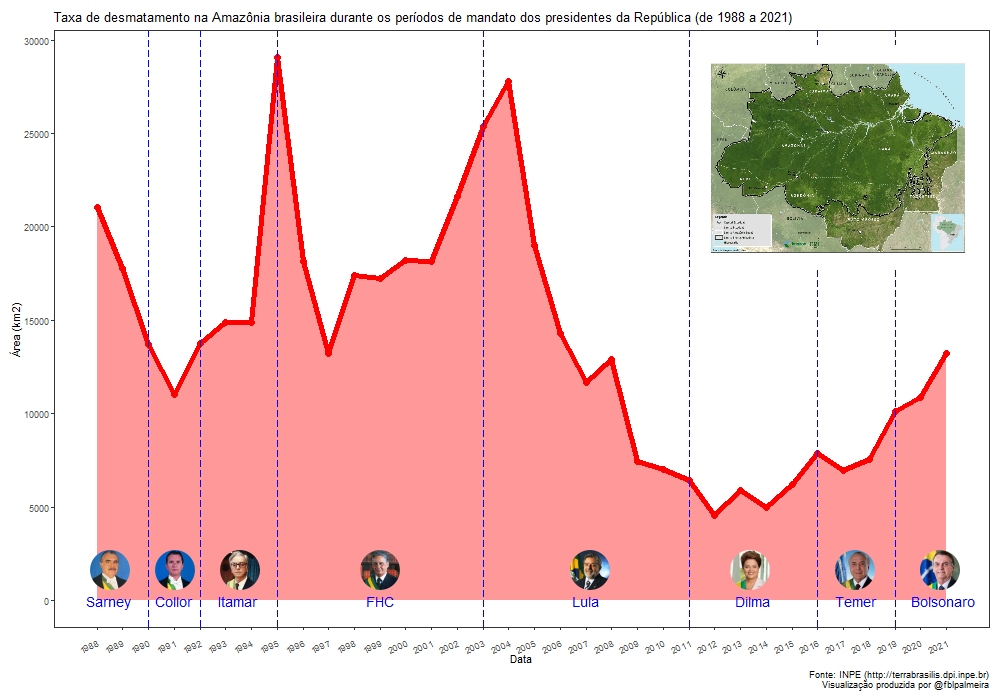 Taxa de desmatamento na Amazônia brasileira durante os períodos de mandato dos presidentes da República (de 1988 a 2021)
30000
25000
20000
15000
10000
5000
0
Área (km2)
Sarney Collor Itamar FHC Lula Dilma Temer Bolsonaro
1988 1989 1990 1991 1992 1993 1994 1995 1996 1997 1998 1999 2000 2001 2002 2003 2004 2005 2006 2007 2008 2009 2010 2011 2012 2013 2014 2015 2016 2017 2018 2019 2020 2021
Data
Fonte: INPE (http://terrabrasilis.dpi.inpe.br)
Visualização produzida por @fblpalmeira